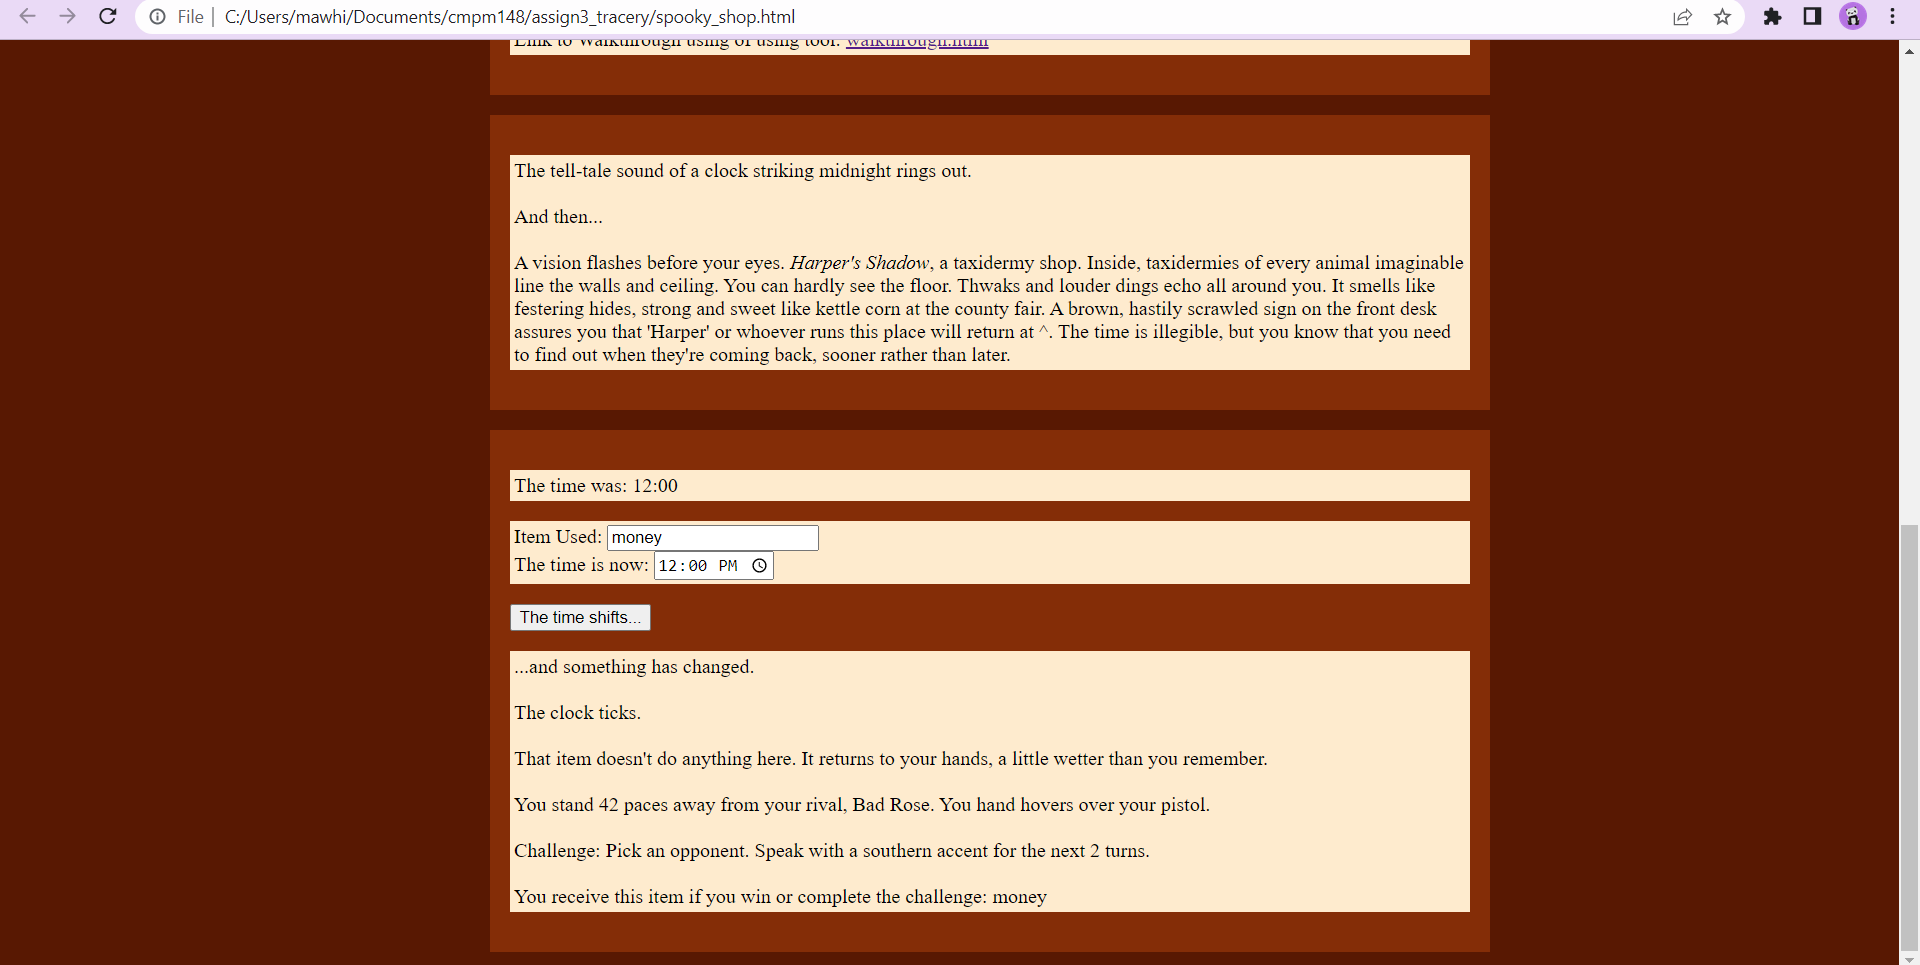 File
C:/Users/mawhi/Documents/cmpm148/assign3_tracery/spooky_shop.html
Link to Walkthrough using of using tool: walkthrough.html
The tell-tale sound of a clock striking midnight rings out.
And then...
A vision flashes before your eyes. Harper's Shadow, a taxidermy shop. Inside, taxidermies of every animal imaginable
line the walls and ceiling. You can hardly see the floor. Thwaks and louder dings echo all around you. It smells like
festering hides, strong and sweet like kettle corn at the county fair. A brown, hastily scrawled sign on the front desk
assures you that 'Harper' or whoever runs this place will return at ^. The time is illegible, but you know that you need
to find out when they're coming back, sooner rather than later.
The time was: 12:00
Item Used: money
The time is now: 12:00 PM
The time shifts...
...and something has changed.
The clock ticks.
That item doesn't do anything here. It returns to your hands, a little wetter than you remember.
You stand 42 paces away from your rival, Bad Rose. You hand hovers over your pistol.
Challenge: Pick an opponent. Speak with a southern accent for the next 2 turns.
You receive this item if you win or complete the challenge: money